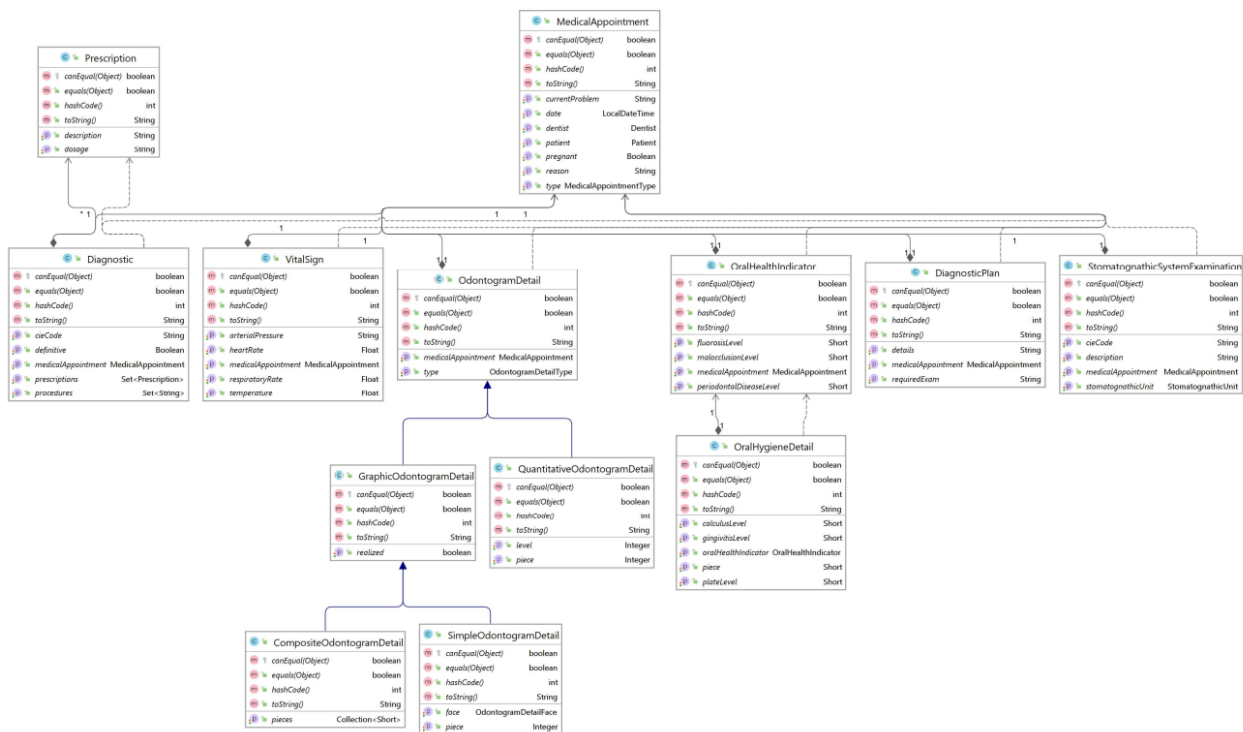 MedicalAppointment
canEqual(Object) boolean
equals(Object) boolean
hashCode() int
toString() String
currentProblem String
date LocalDateTime
dentist Dentist
patient Patient
pregnant Boolean
reason String
type MedicalAppointmentType
Prescription
canEqual(Object) boolean
equals(Object) boolean
hashCode() int
toString() String
description String
dosage String
* 1
1
1
1
1
1
1
1
1
1
1
1
1
Diagnostic
canEqual(Object) boolean
equals(Object) boolean
hashCode() int
toString() String
cieCode String
definitive Boolean
medicalAppointment MedicalAppointment
prescriptions Set<Prescription>
procedures Set<String>
VitalSign
canEqual(Object) boolean
equals(Object) boolean
hashCode() int
toString() String
arterialPressure String
heartRate Float
medicalAppointment MedicalAppointment
respiratoryRate Float
temperature Float
OdontogramDetail
canEqual(Object) boolean
equals(Object) boolean
hashCode() int
toString() String
medicalAppointment MedicalAppointment
type OdontogramDetailType
OralHealthIndicator
canEqual(Object) boolean
equals(Object) boolean
hashCode() int
toString() String
fluorosisLevel Short
malocclusionLevel Short
medicalAppointment MedicalAppointment
periodontalDiseaseLevel Short
DiagnosticPlan
canEqual(Object) boolean
equals(Object) boolean
hashCode() int
toString() String
details String
medicalAppointment MedicalAppointment
requiredExam String
StomatognathicSystemExamination
canEqual(Object) boolean
equals(Object) boolean
hashCode() int
toString() String
cieCode String
description String
medicalAppointment MedicalAppointment
stomatognathicUnit StomatognathicUnit
1
1
OralHygieneDetail
canEqual(Object) boolean
equals(Object) boolean
hashCode() int
toString() String
calculusLevel Short
gingivitisLevel Short
oralHealthIndicator OralHealthIndicator
piece Short
plateLevel Short
GraphicOdontogramDetail
canEqual(Object) boolean
equals(Object) boolean
hashCode() int
toString() String
realized boolean
QuantitativeOdontogramDetail
canEqual(Object) boolean
equals(Object) boolean
hashCode() int
toString() String
level Integer
piece Integer
CompositeOdontogramDetail
canEqual(Object) boolean
equals(Object) boolean
hashCode() int
toString() String
pieces Collection<Short>
SimpleOdontogramDetail
canEqual(Object) boolean
equals(Object) boolean
hashCode() int
toString() String
face OdontogramDetailFace
piece Integer